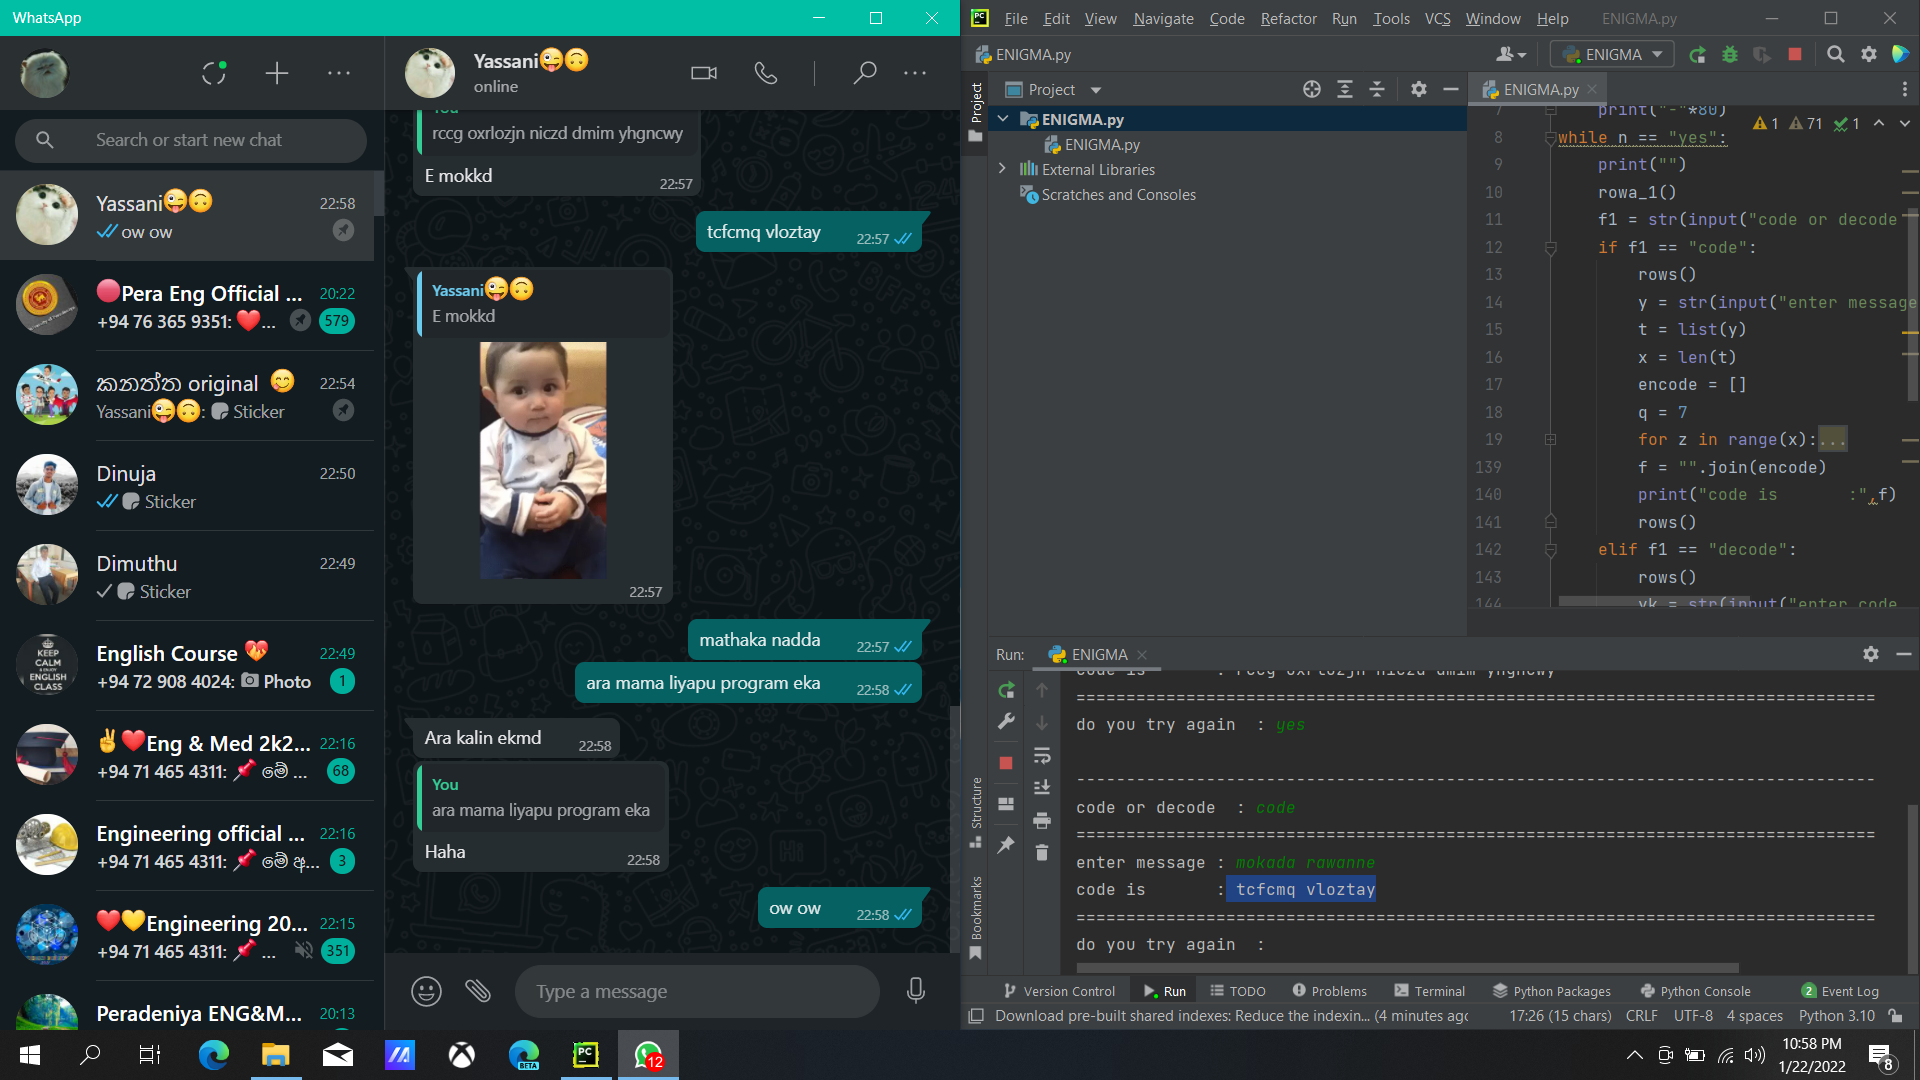 WhatsApp
Search or start new chat
Yassani😜🙃 22:58
ow ow
🔴Pera Eng Official ... 20:22
+94 76 365 9351: ❤️... 579
කනත්ත original 😋 22:54
Yassani😜🙃: Sticker
Dinuja 22:50
Sticker
Dimuthu 22:49
Sticker
KEEP
CALM
ENGLISH
CLASS
English Course 💝 22:49
+94 72 908 4024: Photo 1
✌️❤️Eng & Med 2k2... 22:16
+94 71 465 4311: 📌 මේ ... 68
Engineering official ... 22:16
+94 71 465 4311: 📌 මේ අ... 3
❤️💛Engineering 20... 22:15
+94 71 465 4311: 📌 ... 351
Peradeniya ENG&M... 20:13
Yassani😜🙃
online
You
rccg oxrlozjn niczd dmim yhgncwy
E mokkd 22:57
tcfcmq vloztay 22:57
Yassani😜🙃
E mokkd
22:57
mathaka nadda 22:57
ara mama liyapu program eka 22:58
Ara kalin ekmd 22:58
You
ara mama liyapu program eka
Haha 22:58
ow ow 22:58
Type a message
File Edit View Navigate Code Refactor Run Tools VCS Window Help ENIGMA.py
ENIGMA.py ENIGMA
Project
Project ENIGMA.py
ENIGMA.py
ENIGMA.py
External Libraries
Scratches and Consoles
1 71 1
7 print("-"*80)
8 while n == "yes":
9 print("")
10 rowa_1()
11 f1 = str(input("code or decode
12 if f1 == "code":
13 rows()
14 y = str(input("enter message
15 t = list(y)
16 x = len(t)
17 encode = []
18 q = 7
19 for z in range(x):...
139 f = "".join(encode)
140 print("code is :",f)
141 rows()
142 elif f1 == "decode":
143 rows()
144 yk = str(input("enter code
Run: ENIGMA
code is : rccg oxrlozjn niczd dmim yhgncwy
================================================================================
do you try again : yes
--------------------------------------------------------------------------------
code or decode : code
================================================================================
enter message : mokada rawanne
code is : tcfcmq vloztay
================================================================================
do you try again :
Structure
Bookmarks
Version Control Run TODO Problems Terminal Python Packages Python Console 2 Event Log
Download pre-built shared indexes: Reduce the indexin... (4 minutes agc 17:26 (15 chars) CRLF UTF-8 4 spaces Python 3.10
BETA
PC
12
10:58 PM
1/22/2022
8